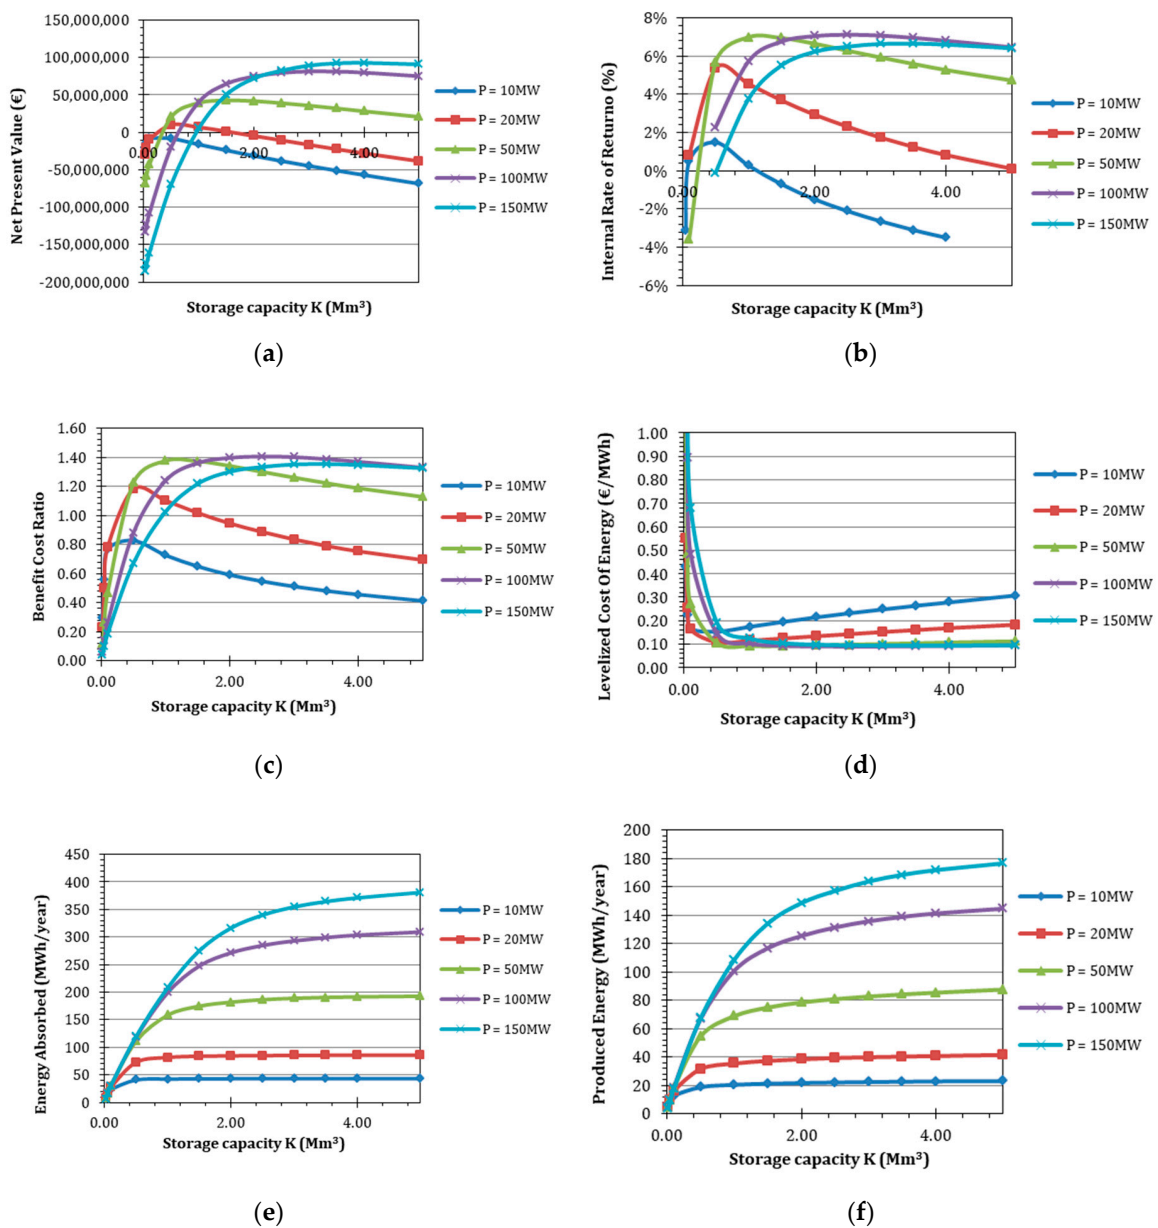 150,000,000
100,000,000
50,000,000
0
-50,000,000
-100,000,000
-150,000,000
-200,000,000
Net Present Value (€)
0.00
2.00
4.00
Storage capacity K (Mm³)
P = 10MW
P = 20MW
P = 50MW
P = 100MW
P = 150MW
(a)
8%
6%
4%
2%
0%
-2%
-4%
-6%
Internal Rate of Returno (%)
0.00
2.00
4.00
Storage capacity K (Mm³)
P = 10MW
P = 20MW
P = 50MW
P = 100MW
P = 150MW
(b)
1.60
1.40
1.20
1.00
0.80
0.60
0.40
0.20
0.00
Benefit Cost Ratio
0.00
2.00
4.00
Storage capacity K (Mm³)
P = 10MW
P = 20MW
P = 50MW
P = 100MW
P = 150MW
(c)
1.00
0.90
0.80
0.70
0.60
0.50
0.40
0.30
0.20
0.10
0.00
Levelized Cost Of Energy (€/MWh)
0.00
2.00
4.00
Storage capacity K (Mm³)
P = 10MW
P = 20MW
P = 50MW
P = 100MW
P = 150MW
(d)
450
400
350
300
250
200
150
100
50
0
Energy Absorbed (MWh/year)
0.00
2.00
4.00
Storage capacity K (Mm³)
P = 10MW
P = 20MW
P = 50MW
P = 100MW
P = 150MW
(e)
200
180
160
140
120
100
80
60
40
20
0
Produced Energy (MWh/year)
0.00
2.00
4.00
Storage capacity K (Mm³)
P = 10MW
P = 20MW
P = 50MW
P = 100MW
P = 150MW
(f)